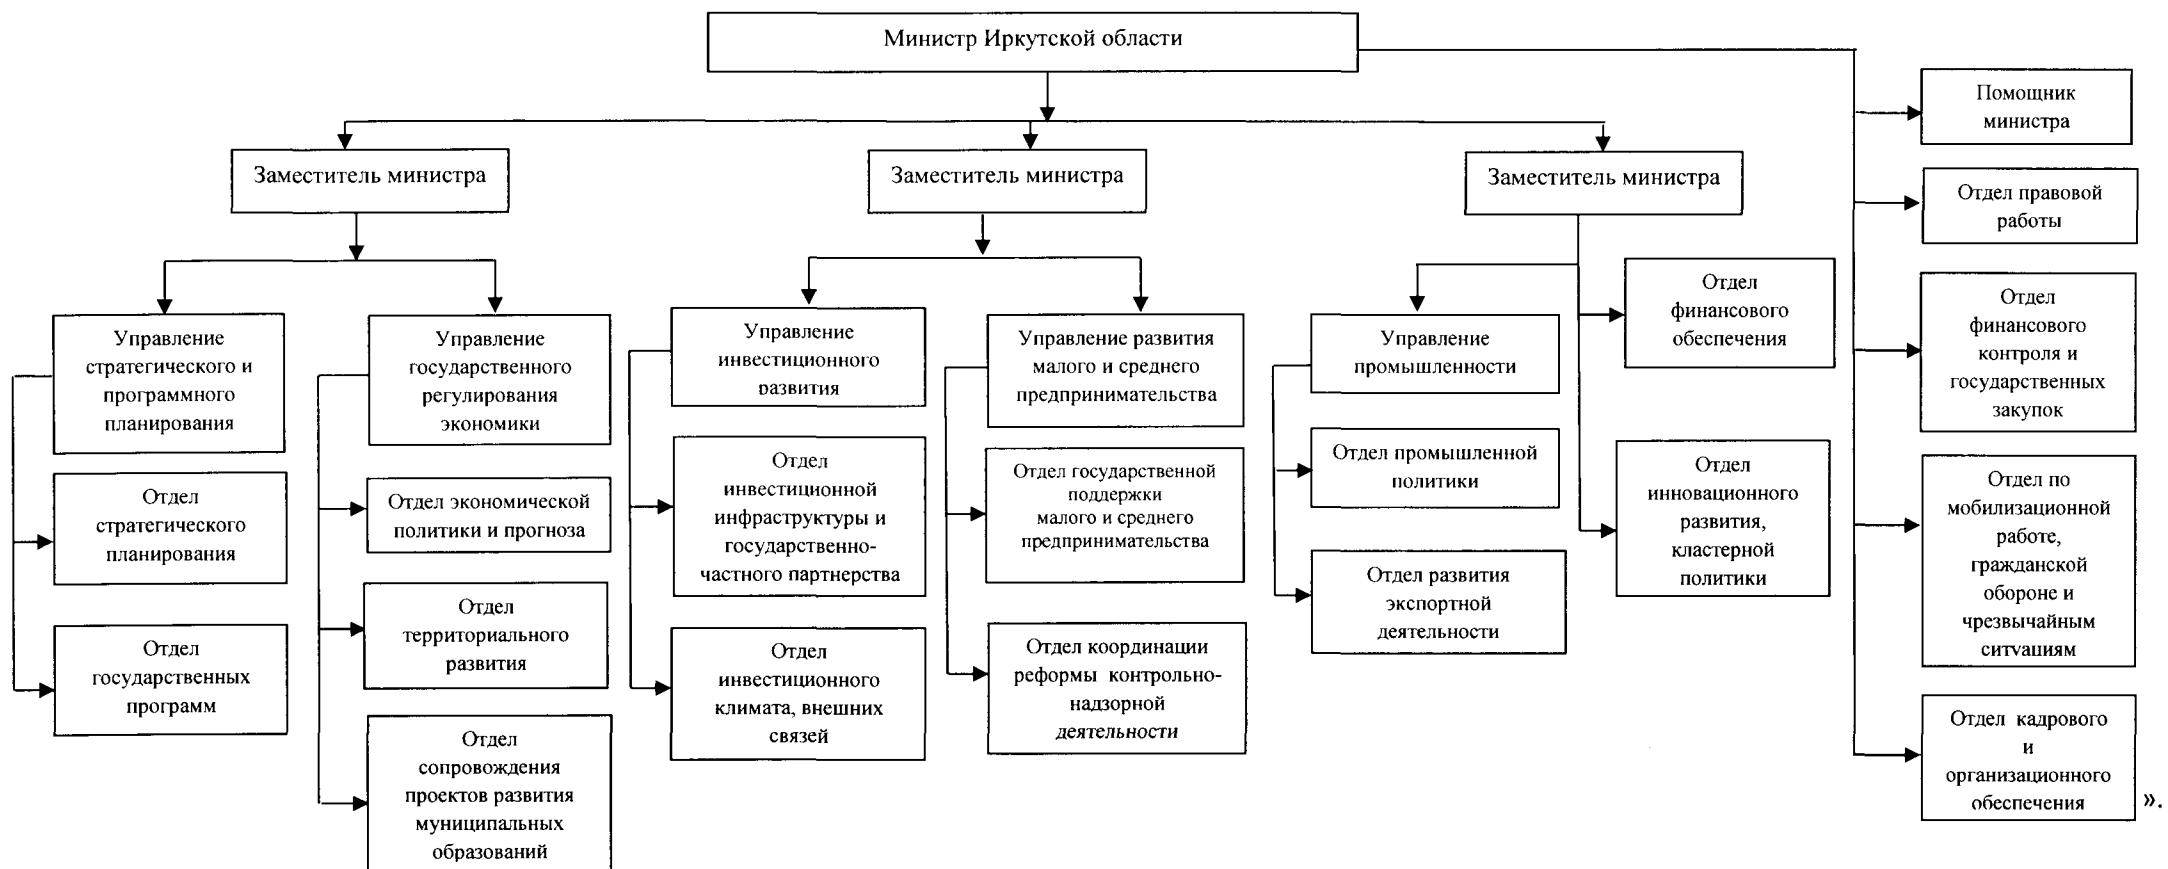 Министр Иркутской области
Помощник
министра
Заместитель министра
Заместитель министра
Заместитель министра
Отдел правовой
работы
Управление
стратегического и
программного
планирования
Управление
государственного
регулирования
экономики
Управление
инвестиционного
развития
Управление развития
малого и среднего
предпринимательства
Управление
промышленности
Отдел
финансового
обеспечения
Отдел
финансового
контроля и
государственных
закупок
Отдел
стратегического
планирования
Отдел экономической
политики и прогноза
Отдел
инвестиционной
инфраструктуры и
государственно-
частного партнерства
Отдел государственной
поддержки
малого и среднего
предпринимательства
Отдел промышленной
политики
Отдел
инновационного
развития,
кластерной
политики
Отдел по
мобилизационной
работе,
гражданской
обороне и
чрезвычайным
ситуациям
Отдел
государственных
программ
Отдел
территориального
развития
Отдел
инвестиционного
климата, внешних
связей
Отдел координации
реформы контрольно-
надзорной
деятельности
Отдел развития
экспортной
деятельности
Отдел кадрового
и
организационного
обеспечения
».
Отдел
сопровождения
проектов развития
муниципальных
образований